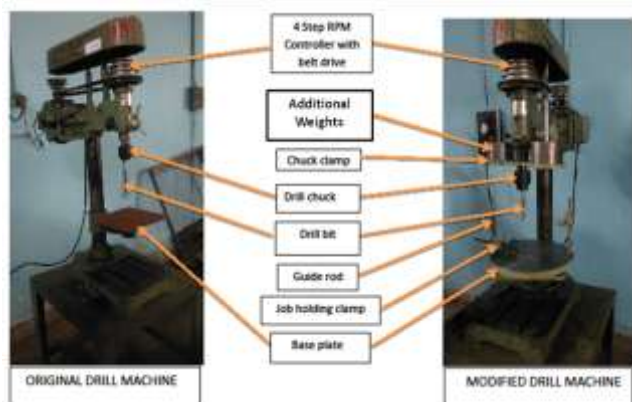 4 Step RPM
Controller with
belt drive
Additional
Weights
Chuck clamp
Drill chuck
Drill bit
Guide rod
Job holding clamp
Base plate
ORIGINAL DRILL MACHINE
MODIFIED DRILL MACHINE